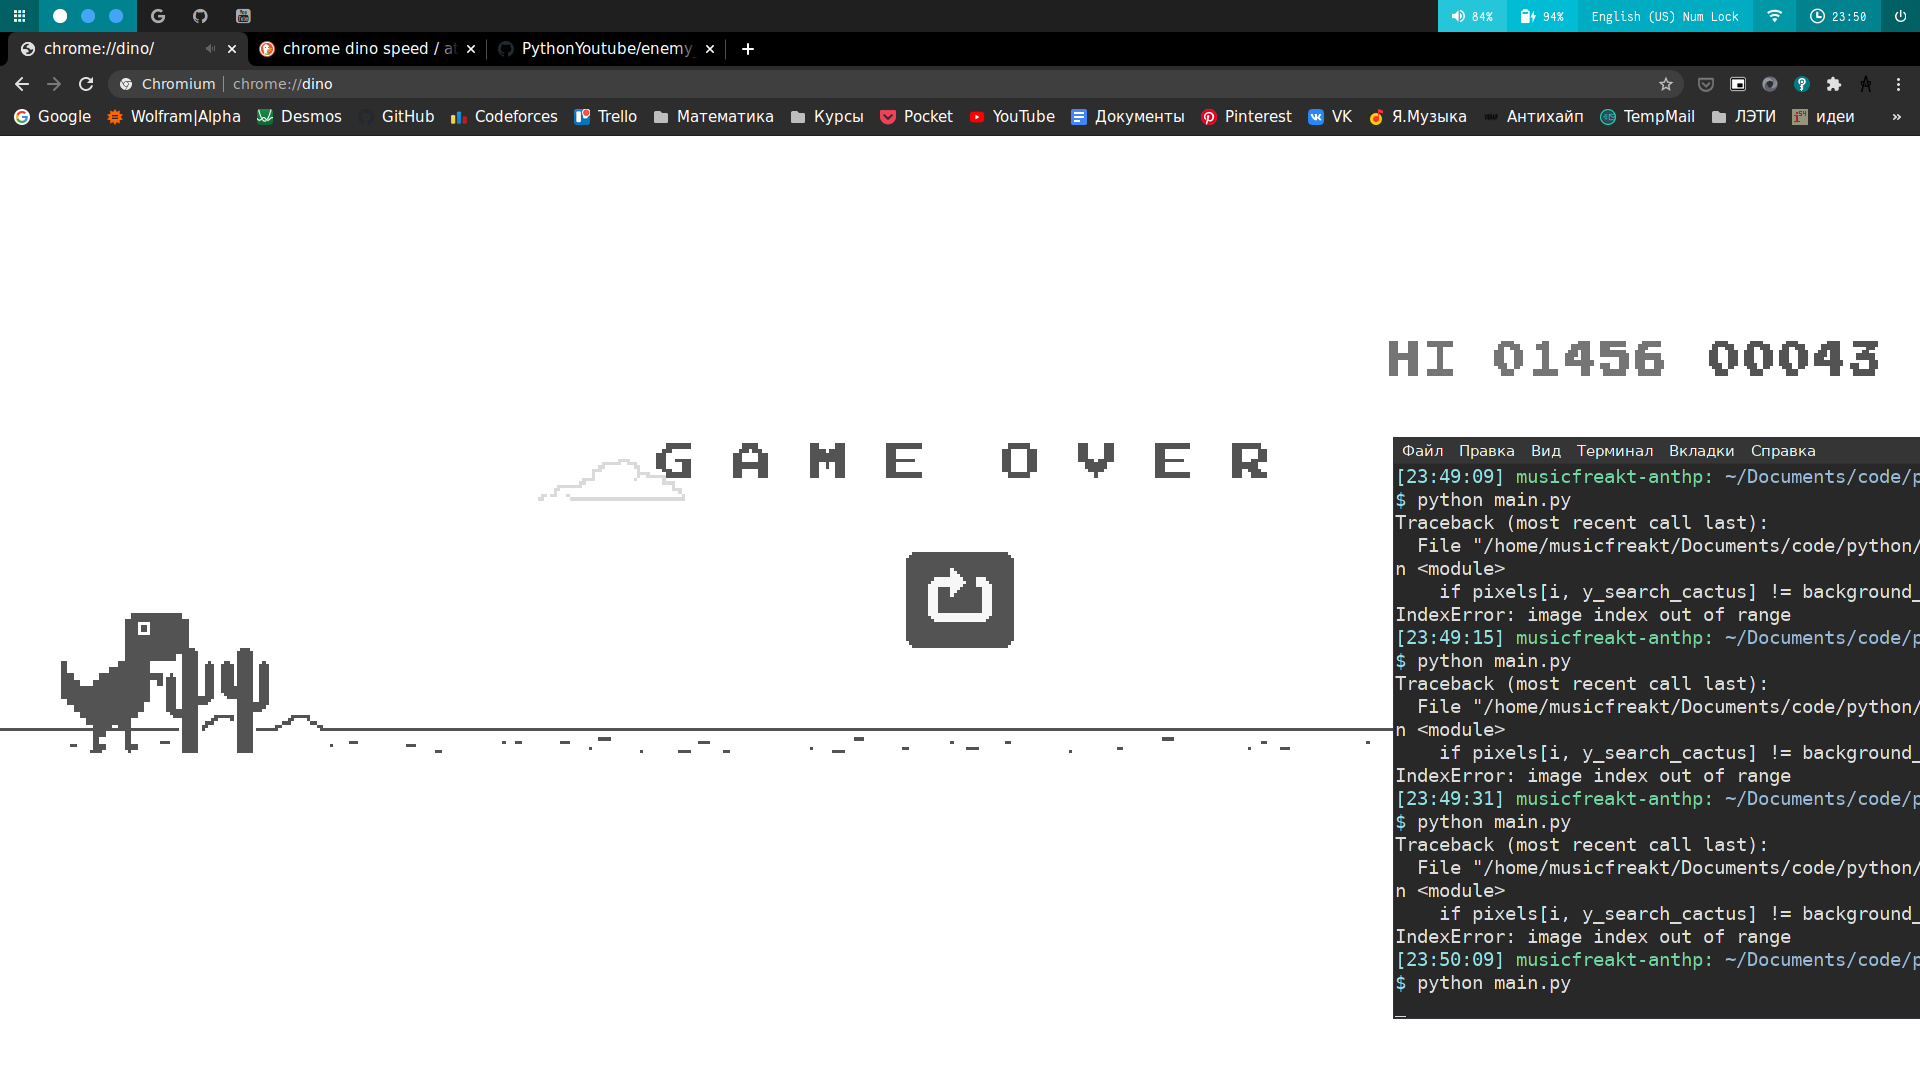 84% 94% English (US) Num Lock 23:50
chrome://dino/ chrome dino speed / PythonYoutube/enemy
Chromium chrome://dino
Google Wolfram|Alpha Desmos GitHub Codeforces Trello Математика Курсы Pocket YouTube Документы Pinterest VK Я.Музыка Антихайп TempMail ЛЭТИ идеи »
HI 01456 00043
GAME OVER
Файл Правка Вид Терминал Вкладки Справка
[23:49:09] musicfreakt-anthp: ~/Documents/code/p
$ python main.py
Traceback (most recent call last):
File "/home/musicfreakt/Documents/code/python/
n <module>
if pixels[i, y_search_cactus] != background_
IndexError: image index out of range
[23:49:15] musicfreakt-anthp: ~/Documents/code/p
$ python main.py
Traceback (most recent call last):
File "/home/musicfreakt/Documents/code/python/
n <module>
if pixels[i, y_search_cactus] != background_
IndexError: image index out of range
[23:49:31] musicfreakt-anthp: ~/Documents/code/p
$ python main.py
Traceback (most recent call last):
File "/home/musicfreakt/Documents/code/python/
n <module>
if pixels[i, y_search_cactus] != background_
IndexError: image index out of range
[23:50:09] musicfreakt-anthp: ~/Documents/code/p
$ python main.py